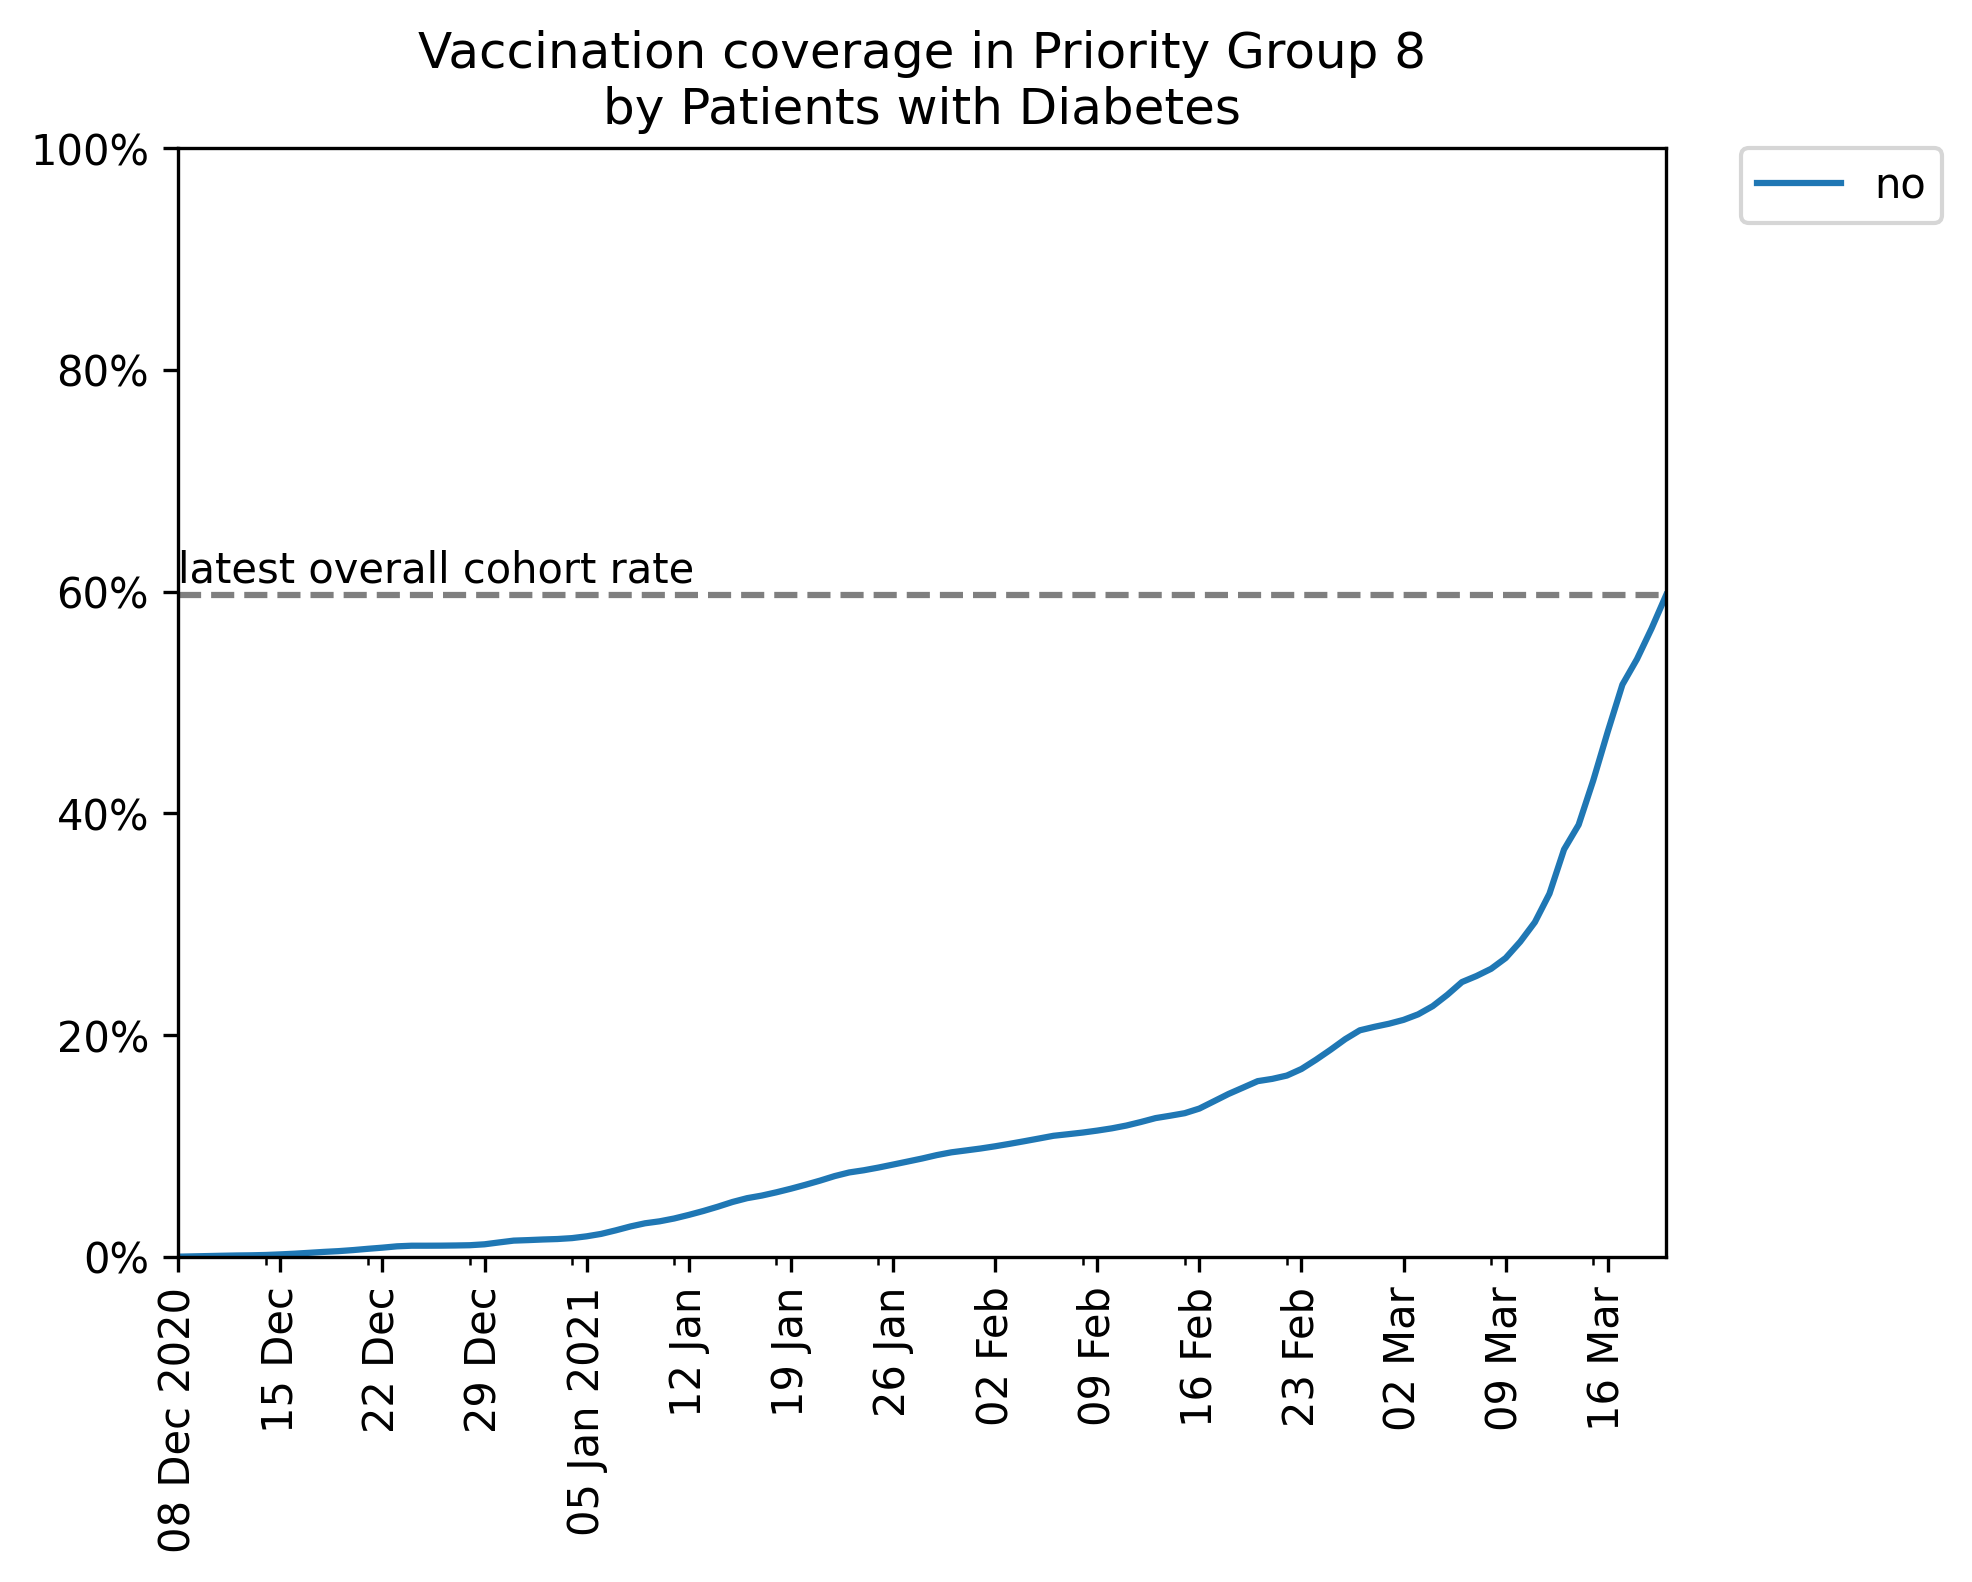 Vaccination coverage in Priority Group 8
by Patients with Diabetes
100%
80%
60%
40%
20%
0%
latest overall cohort rate
no
08 Dec 2020
15 Dec
22 Dec
29 Dec
05 Jan 2021
12 Jan
19 Jan
26 Jan
02 Feb
09 Feb
16 Feb
23 Feb
02 Mar
09 Mar
16 Mar